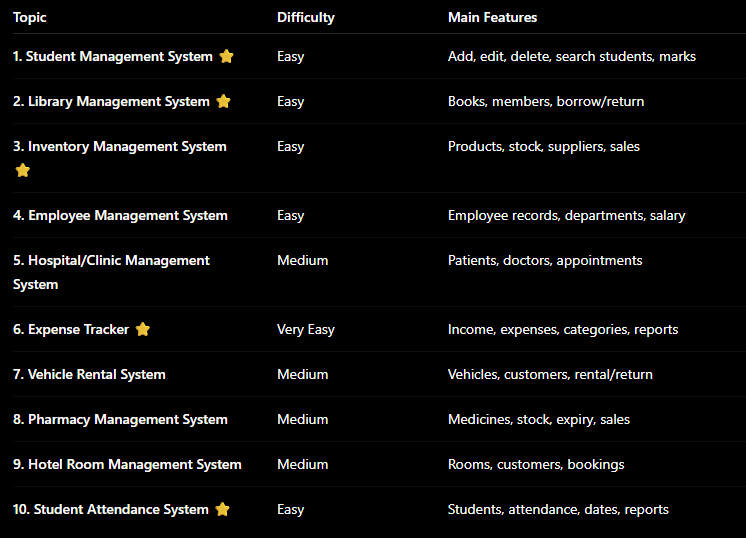 Topic Difficulty Main Features
1. Student Management System ⭐ Easy Add, edit, delete, search students, marks
2. Library Management System ⭐ Easy Books, members, borrow/return
3. Inventory Management System Easy Products, stock, suppliers, sales
⭐
4. Employee Management System Easy Employee records, departments, salary
5. Hospital/Clinic Management Medium Patients, doctors, appointments
System
6. Expense Tracker ⭐ Very Easy Income, expenses, categories, reports
7. Vehicle Rental System Medium Vehicles, customers, rental/return
8. Pharmacy Management System Medium Medicines, stock, expiry, sales
9. Hotel Room Management System Medium Rooms, customers, bookings
10. Student Attendance System ⭐ Easy Students, attendance, dates, reports